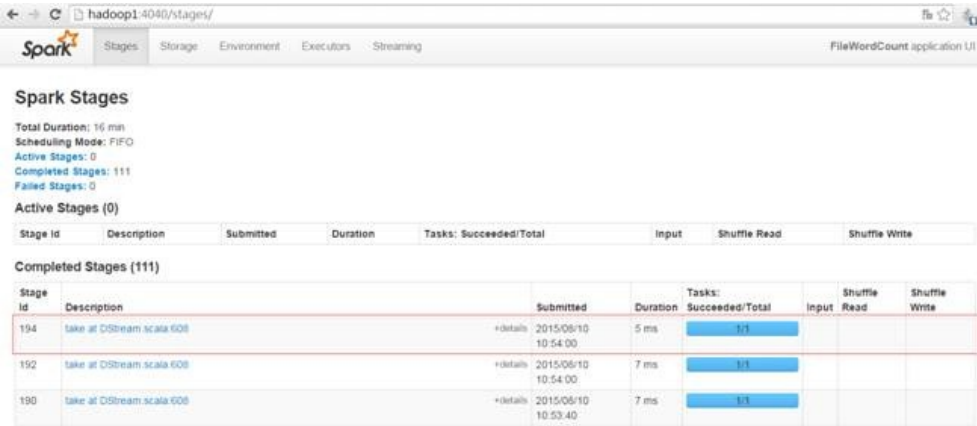 hadoop1:4040/stages/
Spark Stages Storage Environment Executors Streaming FileWordCount application UI
Spark Stages
Total Duration: 16 min
Scheduling Mode: FIFO
Active Stages: 0
Completed Stages: 111
Failed Stages: 0
Active Stages (0)
Stage Id Description Submitted Duration Tasks: Succeeded/Total Input Shuffle Read Shuffle Write
Completed Stages (111)
Stage Id Description Submitted Duration Tasks: Succeeded/Total Input Shuffle Read Shuffle Write
194 take at DStream.scala:608 +details 2015/08/10 10:54:00 5 ms 1/1
192 take at DStream.scala:608 +details 2015/08/10 10:54:00 7 ms 1/1
190 take at DStream.scala:608 +details 2015/08/10 10:53:40 7 ms 1/1